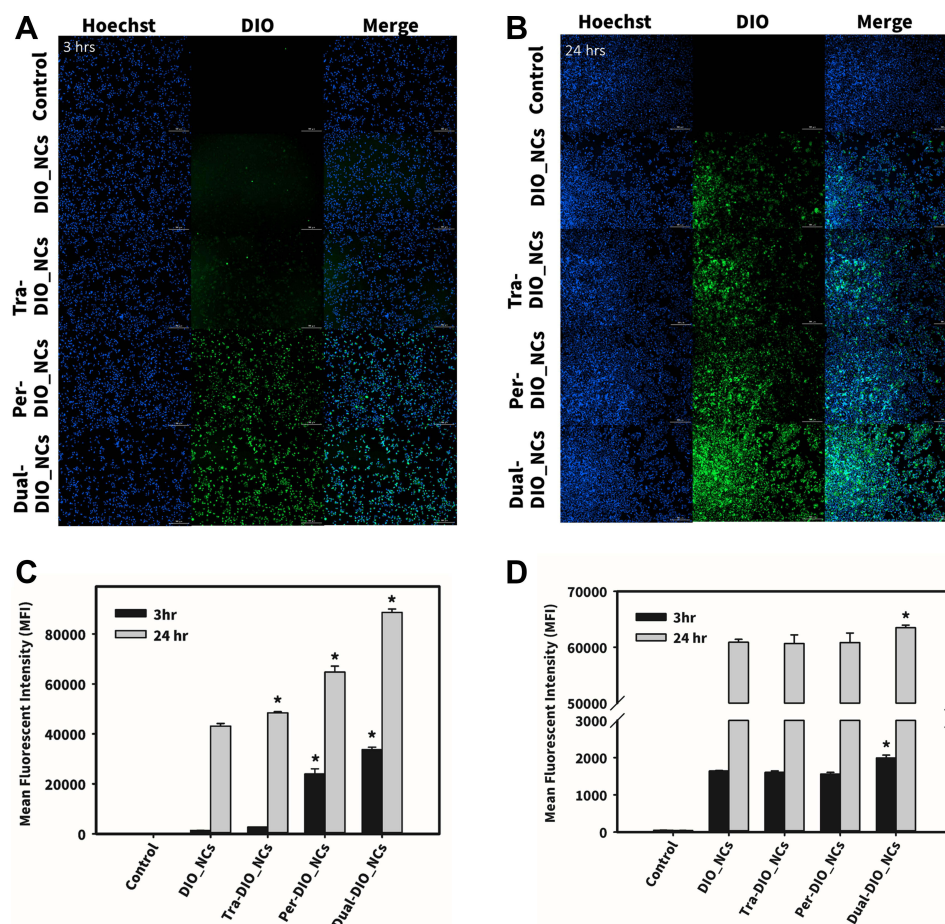 A
Hoechst DIO Merge
3 hrs
Control
DIO_NCs
Tra-
DIO_NCs
Per-
DIO_NCs
Dual-
DIO_NCs
B
Hoechst DIO Merge
24 hrs
Control
DIO_NCs
Tra-
DIO_NCs
Per-
DIO_NCs
Dual-
DIO_NCs
C
Mean Fluorescent Intensity (MFI)
80000
60000
40000
20000
0
3hr
24 hr
*
*
*
*
*
Control
DIO_NCs
Tra-DIO_NCs
Per-DIO_NCs
Dual-DIO_NCs
D
Mean Fluorescent Intensity (MFI)
70000
60000
50000
3000
2000
1000
0
3hr
24 hr
*
*
Control
DIO_NCs
Tra-DIO_NCs
Per-DIO_NCs
Dual-DIO_NCs